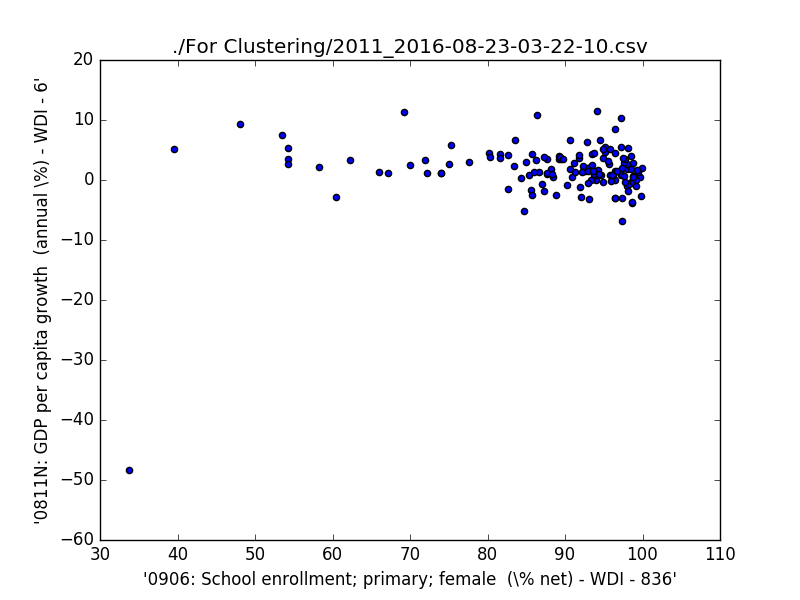 ./For Clustering/2011_2016-08-23-03-22-10.csv
20
10
0
−10
−20
−30
−40
−50
−60
'0811N: GDP per capita growth  (annual \%) - WDI - 6'
30 40 50 60 70 80 90 100 110
'0906: School enrollment; primary; female  (\% net) - WDI - 836'